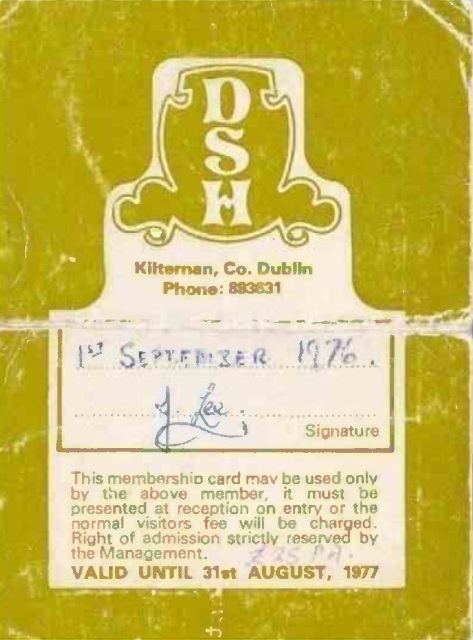 DSH
Kilternan, Co. Dublin
Phone: 893631
1ST SEPTEMBER 1976.
J. Lee.
Signature
This membership card may be used only
by the above member, it must be
presented at reception on entry or the
normal visitors fee will be charged.
Right of admission strictly reserved by
the Management.
VALID UNTIL 31st AUGUST, 1977